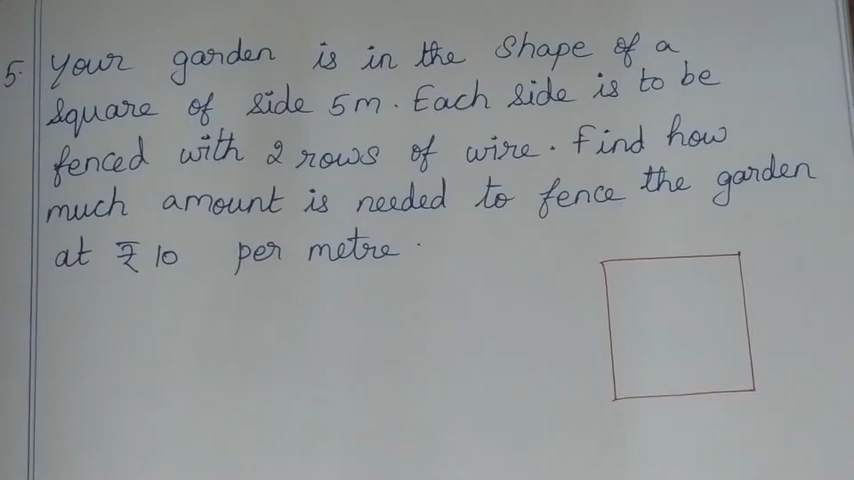 5. Your garden is in the shape of a
square of side 5m. Each side is to be
fenced with 2 rows of wire. Find how
much amount is needed to fence the garden
at ₹10 per metre.